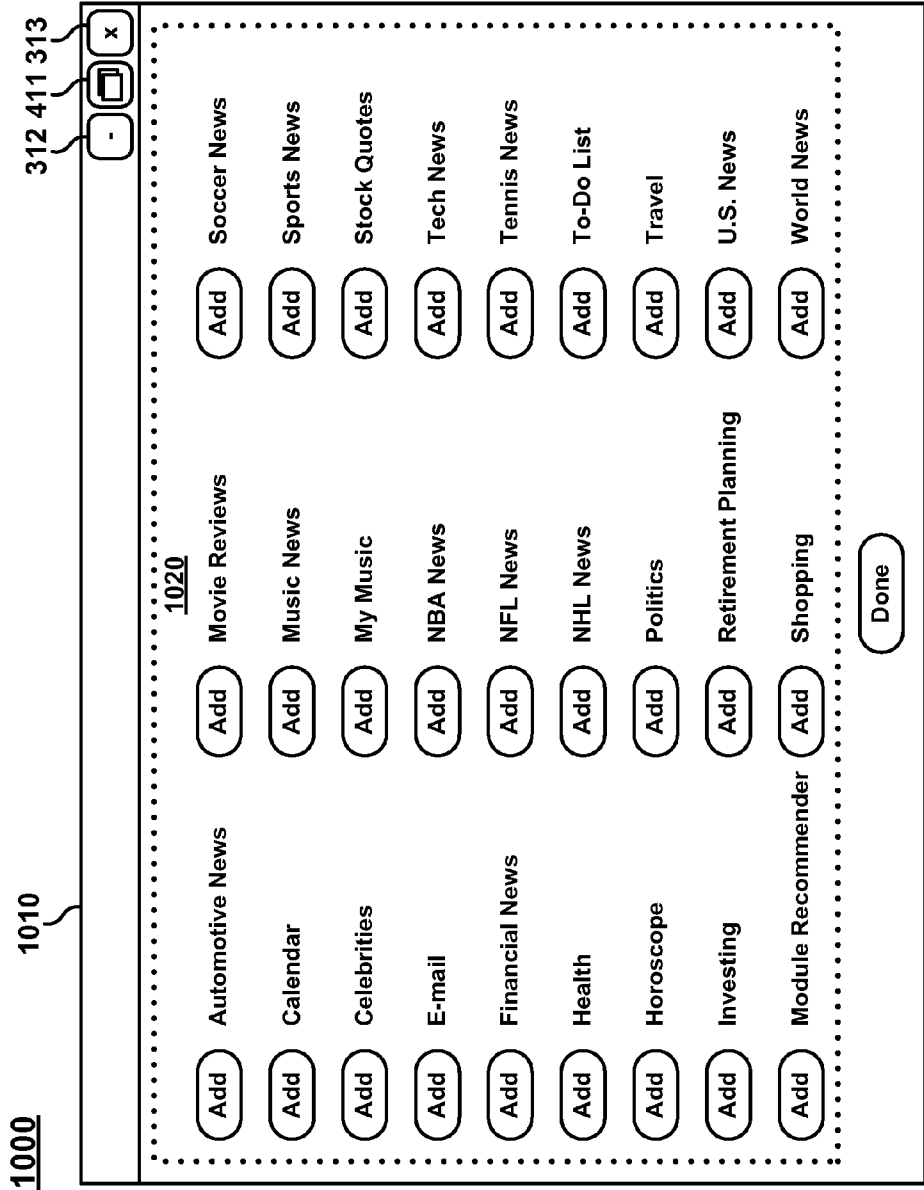 1000
1010
312 411 313
- x
1020
Add Automotive News Add Movie Reviews Add Soccer News
Add Calendar Add Music News Add Sports News
Add Celebrities Add My Music Add Stock Quotes
Add E-mail Add NBA News Add Tech News
Add Financial News Add NFL News Add Tennis News
Add Health Add NHL News Add To-Do List
Add Horoscope Add Politics Add Travel
Add Investing Add Retirement Planning Add U.S. News
Add Module Recommender Add Shopping Add World News
Done